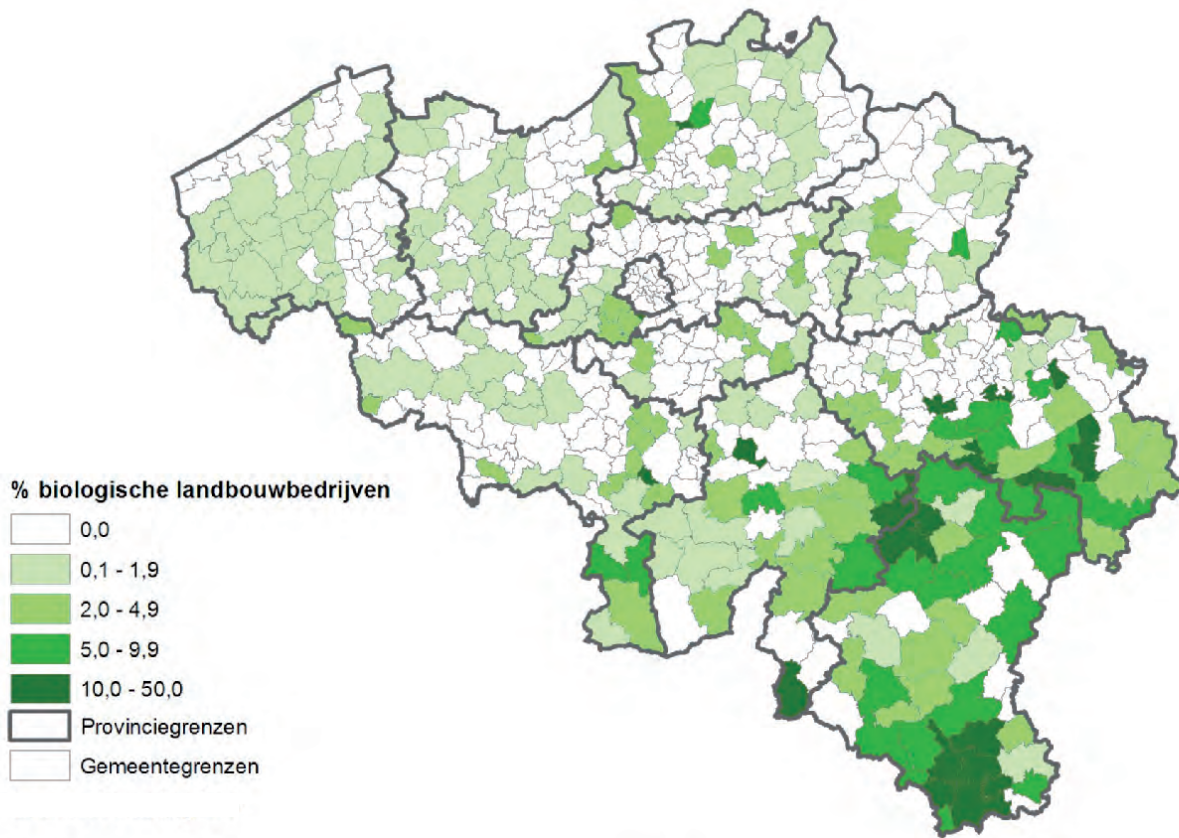 % biologische landbouwbedrijven
0,0
0,1 - 1,9
2,0 - 4,9
5,0 - 9,9
10,0 - 50,0
Provinciegrenzen
Gemeentegrenzen